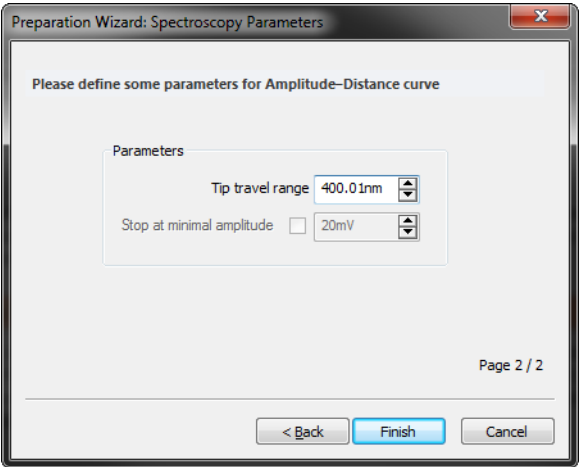 Preparation Wizard: Spectroscopy Parameters
Please define some parameters for Amplitude–Distance curve
Parameters
Tip travel range 400.01nm
Stop at minimal amplitude 20mV
Page 2 / 2
< Back Finish Cancel